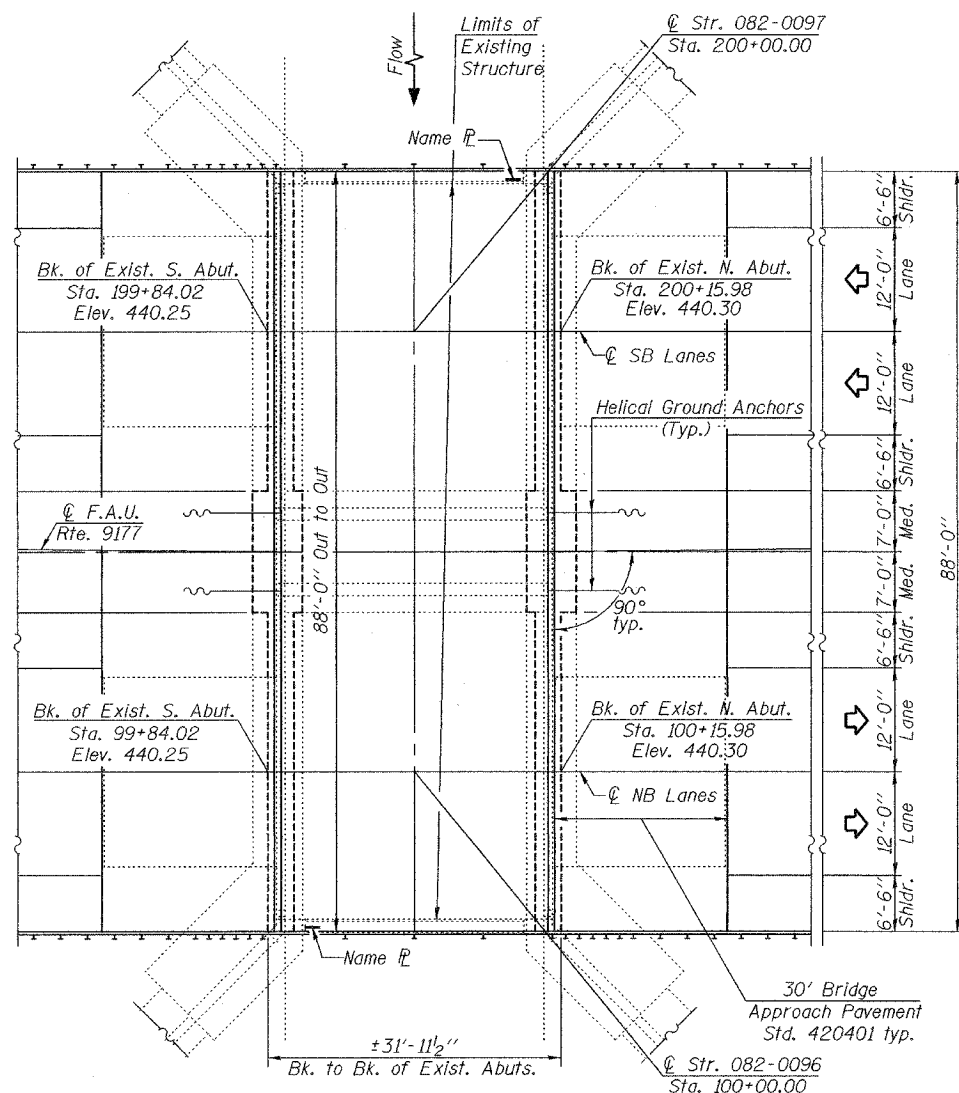 Limits of
Existing
Structure
℄ Str. 082-0097
Sta. 200+00.00
Flow
Name ℙL
Bk. of Exist. S. Abut.
Sta. 199+84.02
Elev. 440.25
Bk. of Exist. N. Abut.
Sta. 200+15.98
Elev. 440.30
℄ SB Lanes
Helical Ground Anchors
(Typ.)
88'-0" Out to Out
℄ F.A.U.
Rte. 9177
90°
typ.
Bk. of Exist. S. Abut.
Sta. 99+84.02
Elev. 440.25
Bk. of Exist. N. Abut.
Sta. 100+15.98
Elev. 440.30
℄ NB Lanes
Name ℙL
±31'-11½"
Bk. to Bk. of Exist. Abuts.
30' Bridge
Approach Pavement
Std. 420401 typ.
℄ Str. 082-0096
Sta. 100+00.00
6'-6"
Shldr.
12'-0"
Lane
12'-0"
Lane
6'-6"
Shldr.
7'-0"
Med.
7'-0"
Med.
6'-6"
Shldr.
12'-0"
Lane
12'-0"
Lane
6'-6"
Shldr.
88'-0"